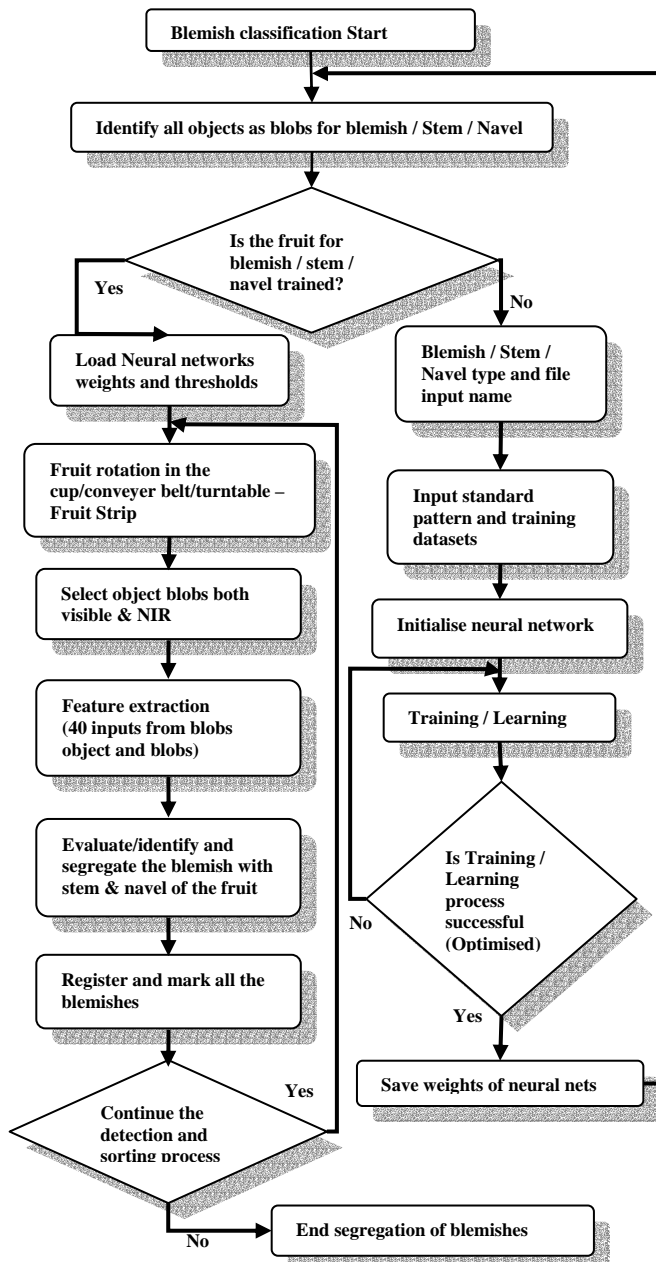 Blemish classification Start
Identify all objects as blobs for blemish / Stem / Navel
Is the fruit for
blemish / stem /
navel trained?
Yes
No
Load Neural networks
weights and thresholds
Fruit rotation in the
cup/conveyer belt/turntable –
Fruit Strip
Select object blobs both
visible & NIR
Feature extraction
(40 inputs from blobs
object and blobs)
Evaluate/identify and
segregate the blemish with
stem & navel of the fruit
Register and mark all the
blemishes
Continue the
detection and
sorting process
Yes
No
End segregation of blemishes
Blemish / Stem /
Navel type and file
input name
Input standard
pattern and training
datasets
Initialise neural network
Training / Learning
Is Training /
Learning
process
successful
(Optimised)
No
Yes
Save weights of neural nets